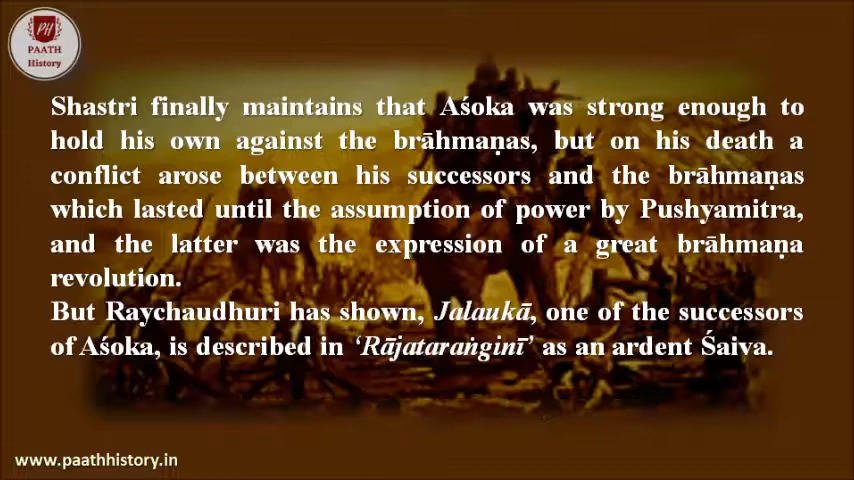 PH
PAATH
History
Shastri finally maintains that Aśoka was strong enough to
hold his own against the brāhmaṇas, but on his death a
conflict arose between his successors and the brāhmaṇas
which lasted until the assumption of power by Pushyamitra,
and the latter was the expression of a great brāhmaṇa
revolution.
But Raychaudhuri has shown, Jalaukā, one of the successors
of Aśoka, is described in ‘Rājataraṅginī’ as an ardent Śaiva.
www.paathhistory.in